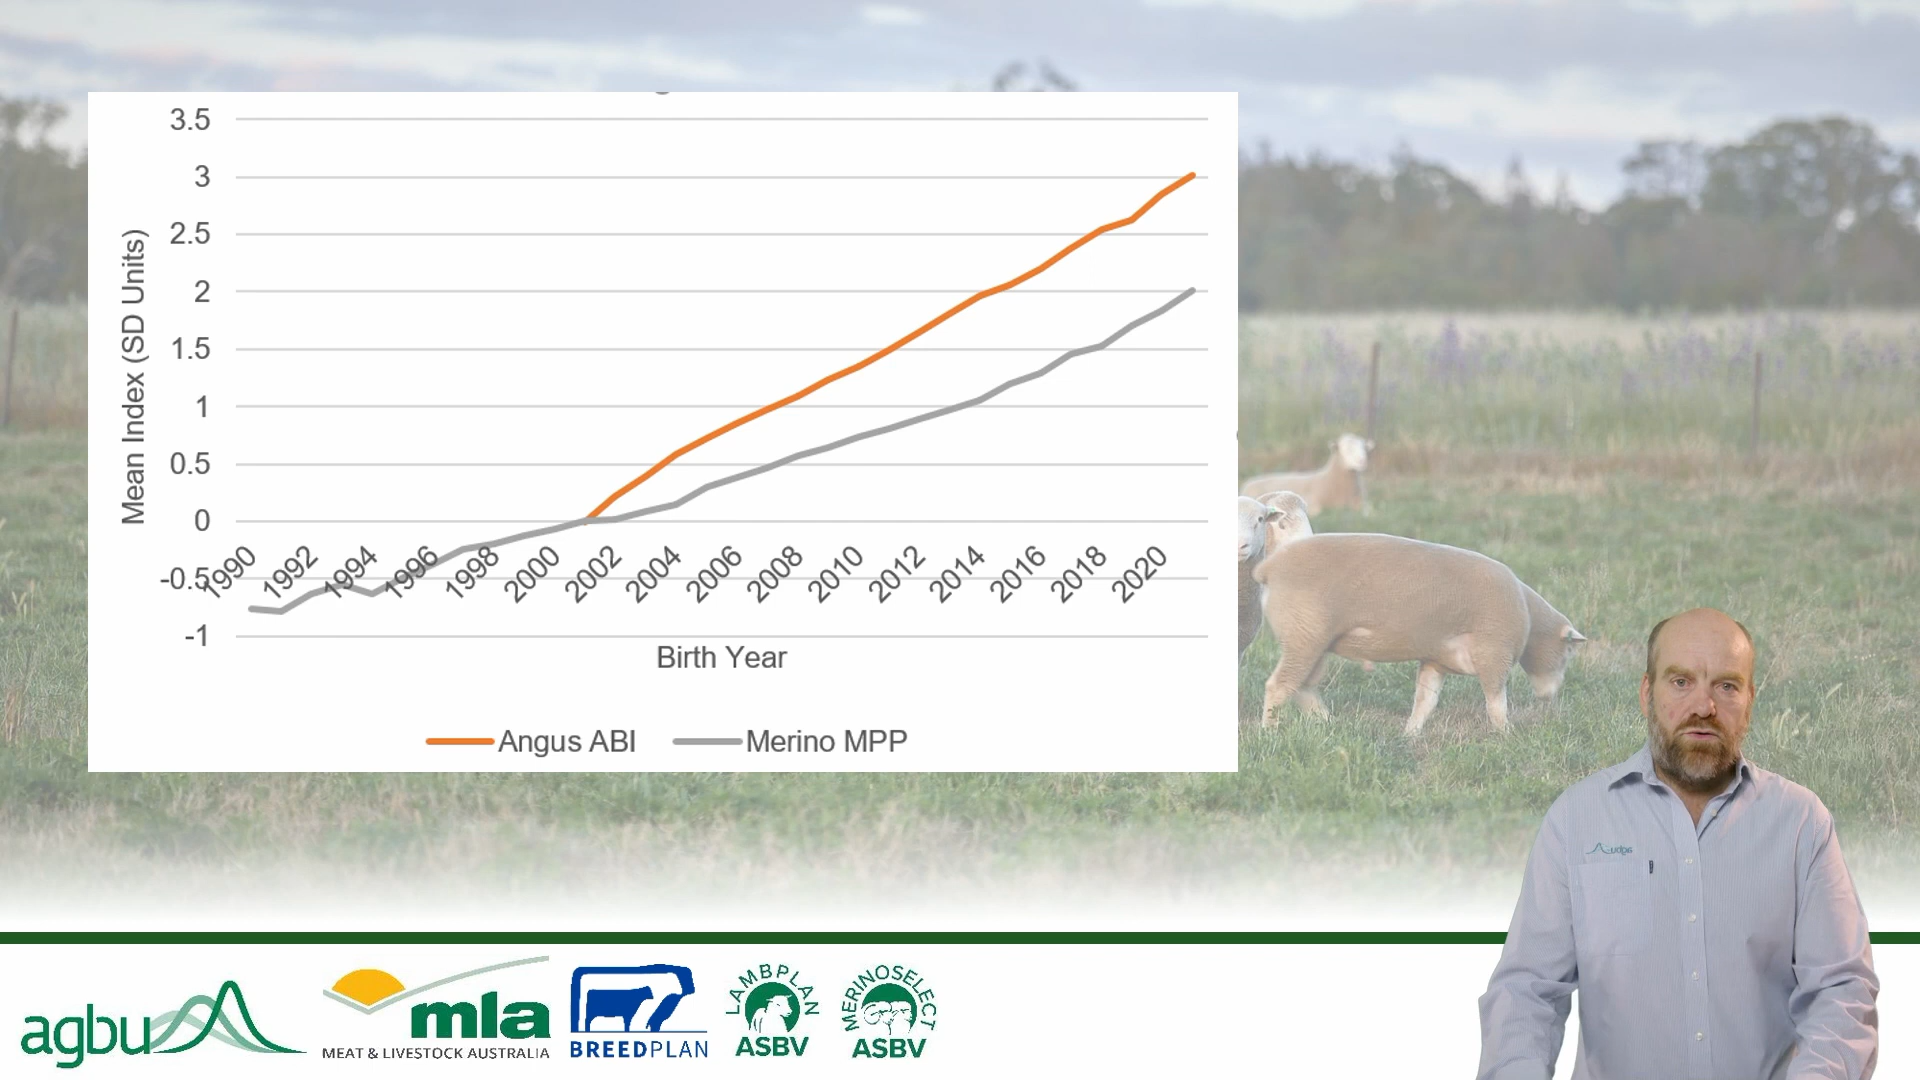 3.5
3
2.5
2
1.5
1
0.5
0
-0.5
-1
Mean Index (SD Units)
1990 1992 1994 1996 1998 2000 2002 2004 2006 2008 2010 2012 2014 2016 2018 2020
Birth Year
Angus ABI Merino MPP
agbu
agbu
mla
MEAT & LIVESTOCK AUSTRALIA
BREEDPLAN
LAMBPLAN
ASBV
MERINOSELECT
ASBV